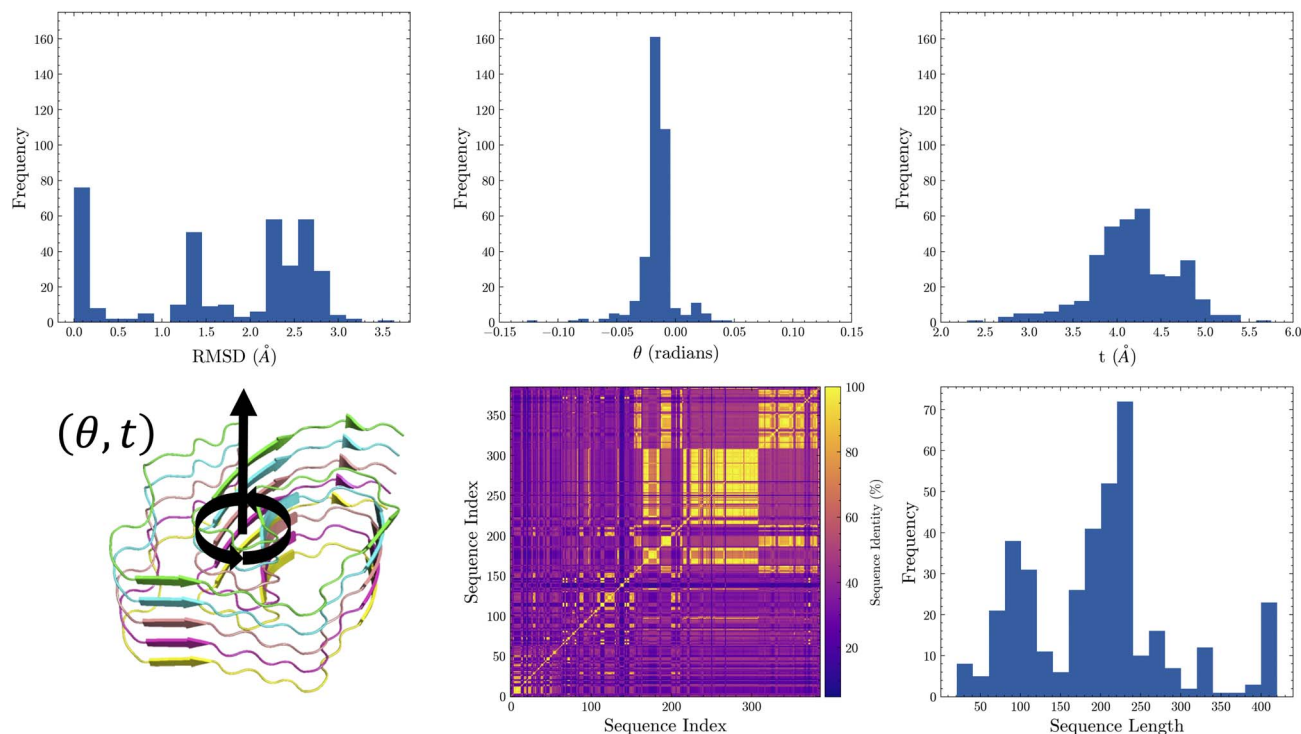 160
140
120
100
80
60
40
20
0
Frequency
0.0 0.5 1.0 1.5 2.0 2.5 3.0 3.5
RMSD (Å)
160
140
120
100
80
60
40
20
0
Frequency
−0.15 −0.10 −0.05 0.00 0.05 0.10 0.15
θ (radians)
160
140
120
100
80
60
40
20
0
Frequency
2.0 2.5 3.0 3.5 4.0 4.5 5.0 5.5 6.0
t (Å)
(θ, t)
350
300
250
200
150
100
50
0
Sequence Index
0 100 200 300
Sequence Index
100
80
60
40
20
Sequence Identity (%)
70
60
50
40
30
20
10
0
Frequency
50 100 150 200 250 300 350 400
Sequence Length